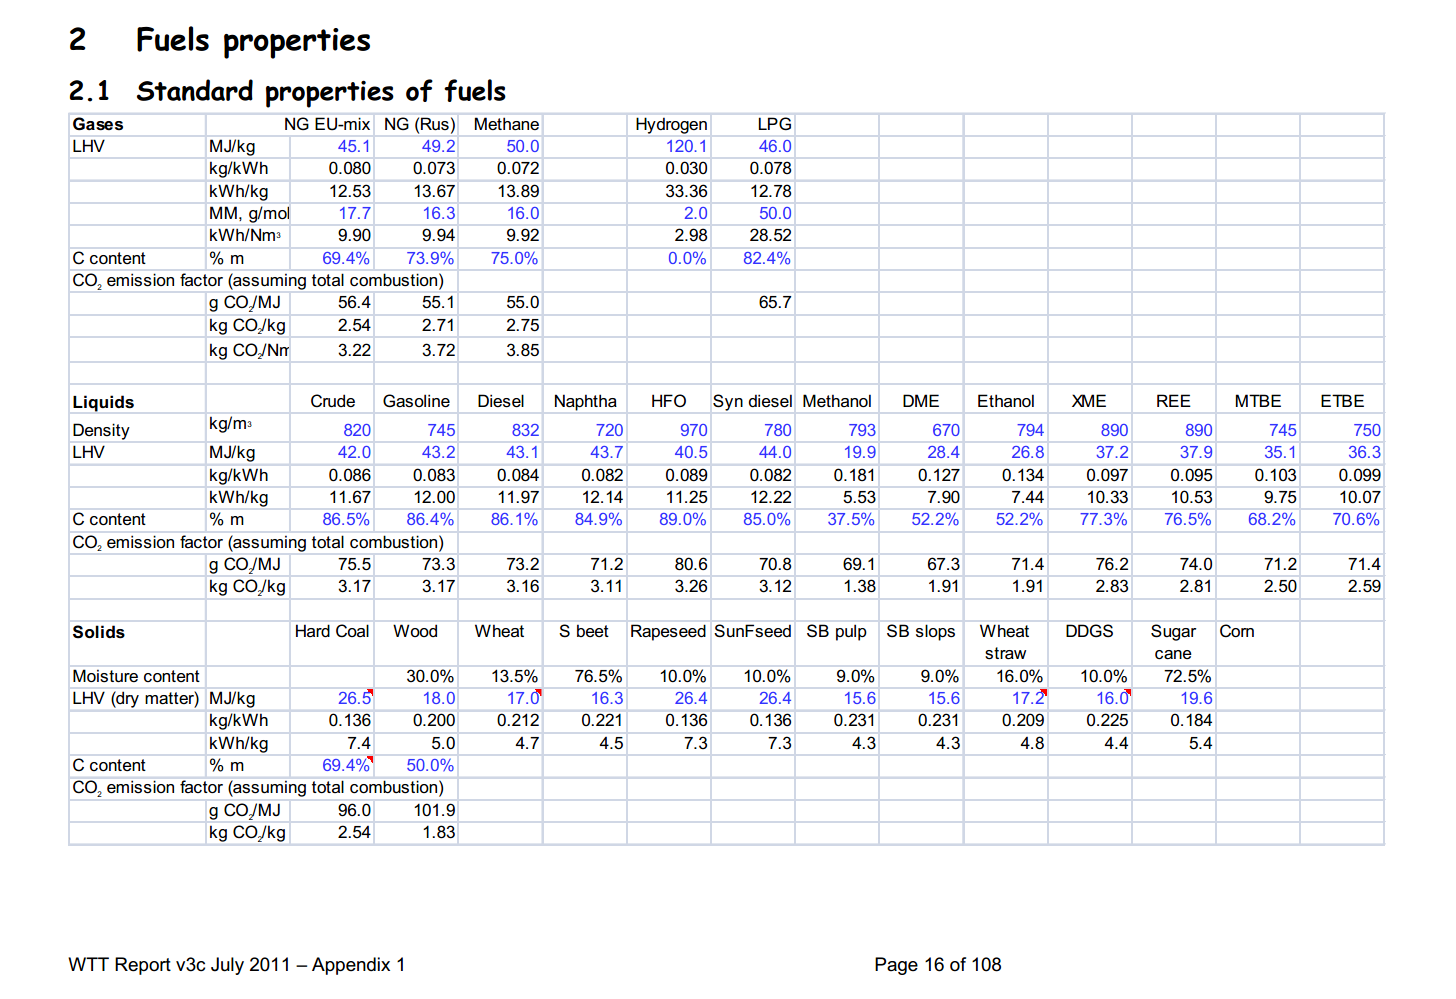 2 Fuels properties
2.1 Standard properties of fuels
Gases NG EU-mix NG (Rus) Methane Hydrogen LPG
LHV MJ/kg 45.1 49.2 50.0 120.1 46.0
kg/kWh 0.080 0.073 0.072 0.030 0.078
kWh/kg 12.53 13.67 13.89 33.36 12.78
MM, g/mol 17.7 16.3 16.0 2.0 50.0
kWh/Nm³ 9.90 9.94 9.92 2.98 28.52
C content % m 69.4% 73.9% 75.0% 0.0% 82.4%
CO₂ emission factor (assuming total combustion)
g CO₂/MJ 56.4 55.1 55.0 65.7
kg CO₂/kg 2.54 2.71 2.75
kg CO₂/Nm 3.22 3.72 3.85
Liquids Crude Gasoline Diesel Naphtha HFO Syn diesel Methanol DME Ethanol XME REE MTBE ETBE
Density kg/m³ 820 745 832 720 970 780 793 670 794 890 890 745 750
LHV MJ/kg 42.0 43.2 43.1 43.7 40.5 44.0 19.9 28.4 26.8 37.2 37.9 35.1 36.3
kg/kWh 0.086 0.083 0.084 0.082 0.089 0.082 0.181 0.127 0.134 0.097 0.095 0.103 0.099
kWh/kg 11.67 12.00 11.97 12.14 11.25 12.22 5.53 7.90 7.44 10.33 10.53 9.75 10.07
C content % m 86.5% 86.4% 86.1% 84.9% 89.0% 85.0% 37.5% 52.2% 52.2% 77.3% 76.5% 68.2% 70.6%
CO₂ emission factor (assuming total combustion)
g CO₂/MJ 75.5 73.3 73.2 71.2 80.6 70.8 69.1 67.3 71.4 76.2 74.0 71.2 71.4
kg CO₂/kg 3.17 3.17 3.16 3.11 3.26 3.12 1.38 1.91 1.91 2.83 2.81 2.50 2.59
Solids Hard Coal Wood Wheat S beet Rapeseed SunFseed SB pulp SB slops Wheat DDGS Sugar Corn
straw cane
Moisture content 30.0% 13.5% 76.5% 10.0% 10.0% 9.0% 9.0% 16.0% 10.0% 72.5%
LHV (dry matter) MJ/kg 26.5 18.0 17.0 16.3 26.4 26.4 15.6 15.6 17.2 16.0 19.6
kg/kWh 0.136 0.200 0.212 0.221 0.136 0.136 0.231 0.231 0.209 0.225 0.184
kWh/kg 7.4 5.0 4.7 4.5 7.3 7.3 4.3 4.3 4.8 4.4 5.4
C content % m 69.4% 50.0%
CO₂ emission factor (assuming total combustion)
g CO₂/MJ 96.0 101.9
kg CO₂/kg 2.54 1.83
WTT Report v3c July 2011 – Appendix 1 Page 16 of 108